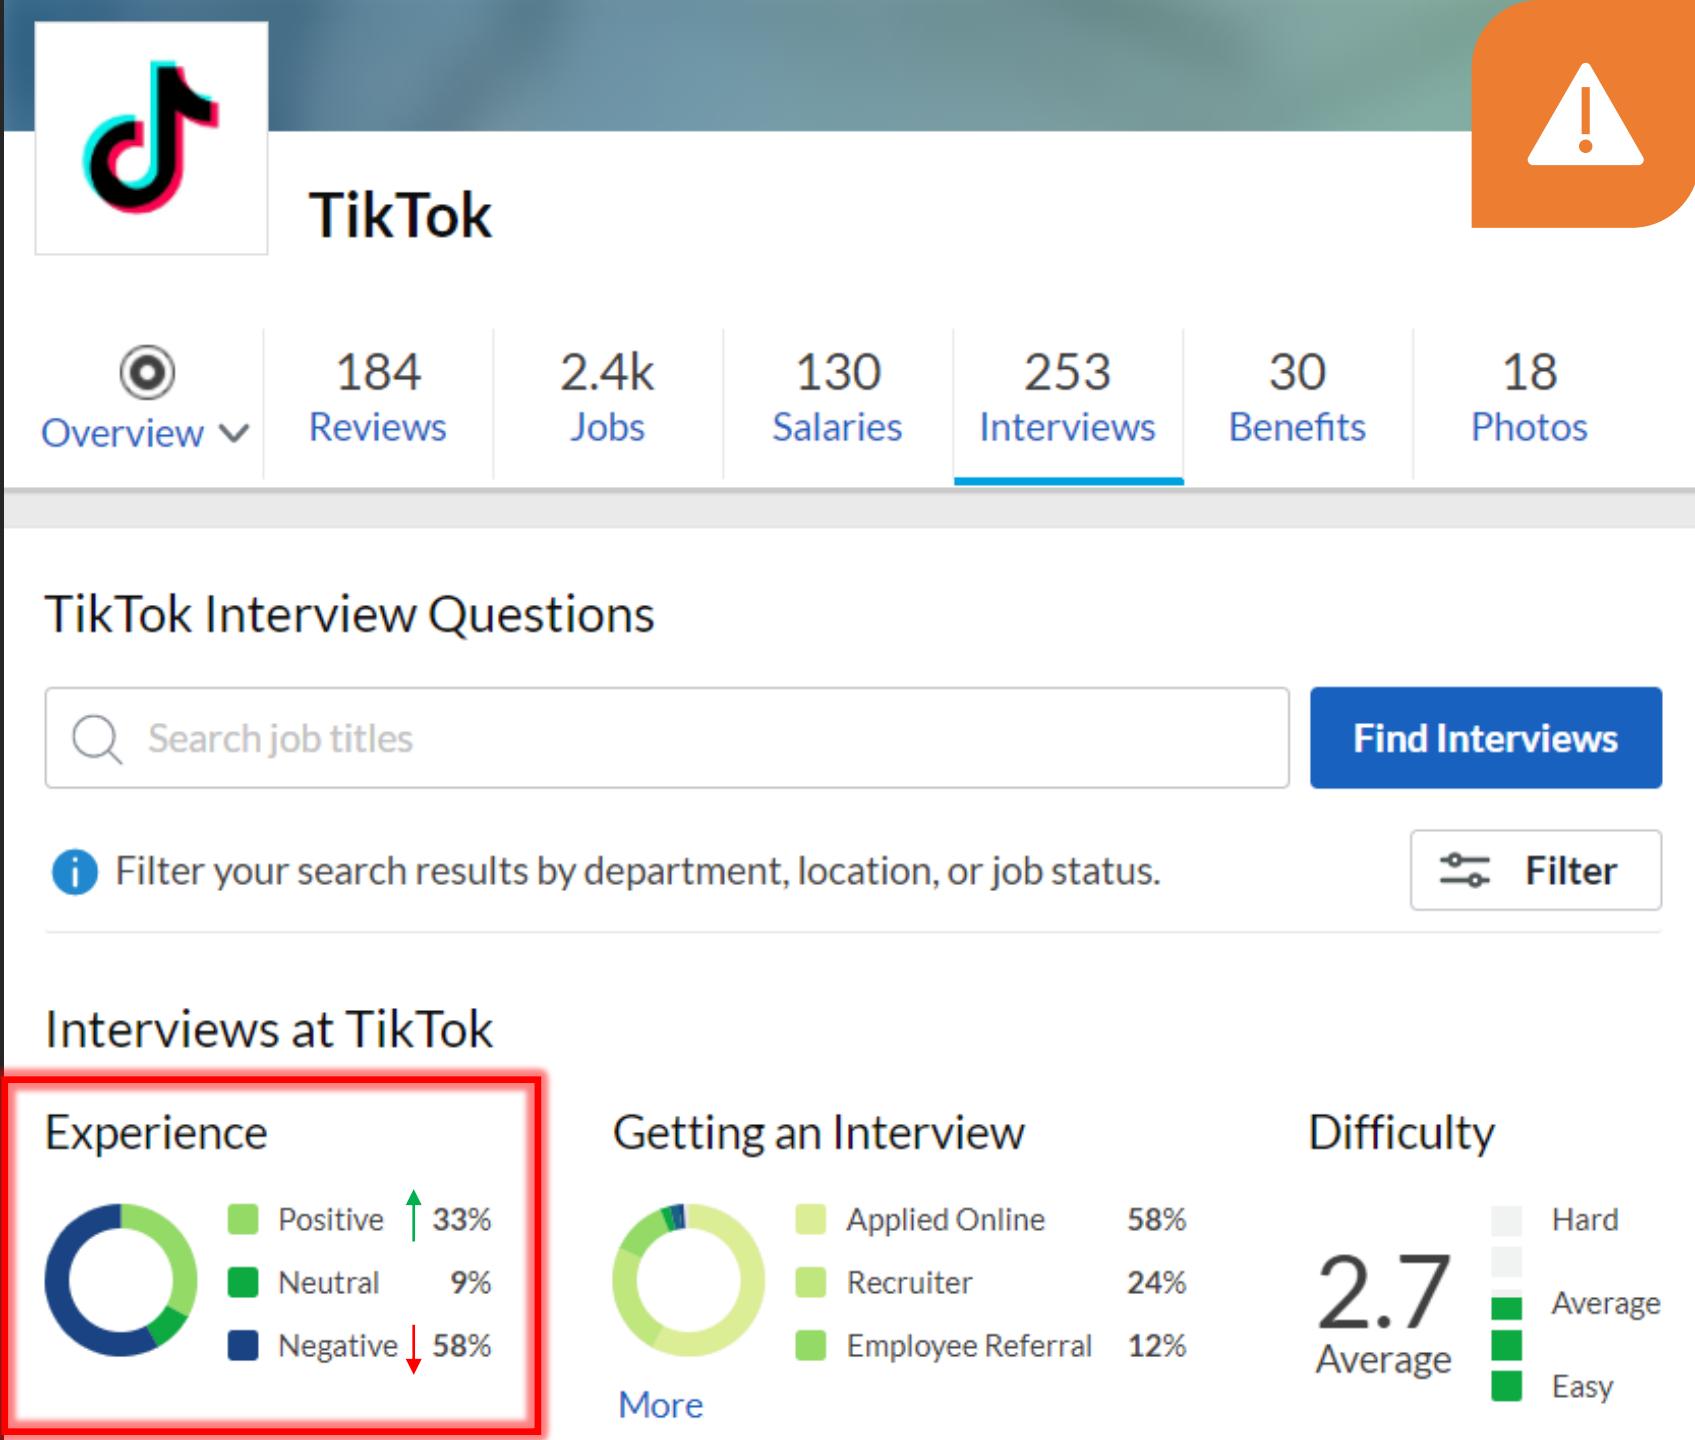 TikTok
184
2.4k
130
253
30
18
Overview
Reviews
Jobs
Salaries
Interviews
Benefits
Photos
TikTok Interview Questions
Search job titles
Find Interviews
Filter your search results by department, location, or job status.
Filter
Interviews at TikTok
Experience
Positive 33%
Neutral 9%
Negative 58%
Getting an Interview
Applied Online 58%
Recruiter 24%
Employee Referral 12%
More
Difficulty
2.7
Average
Hard
Average
Easy